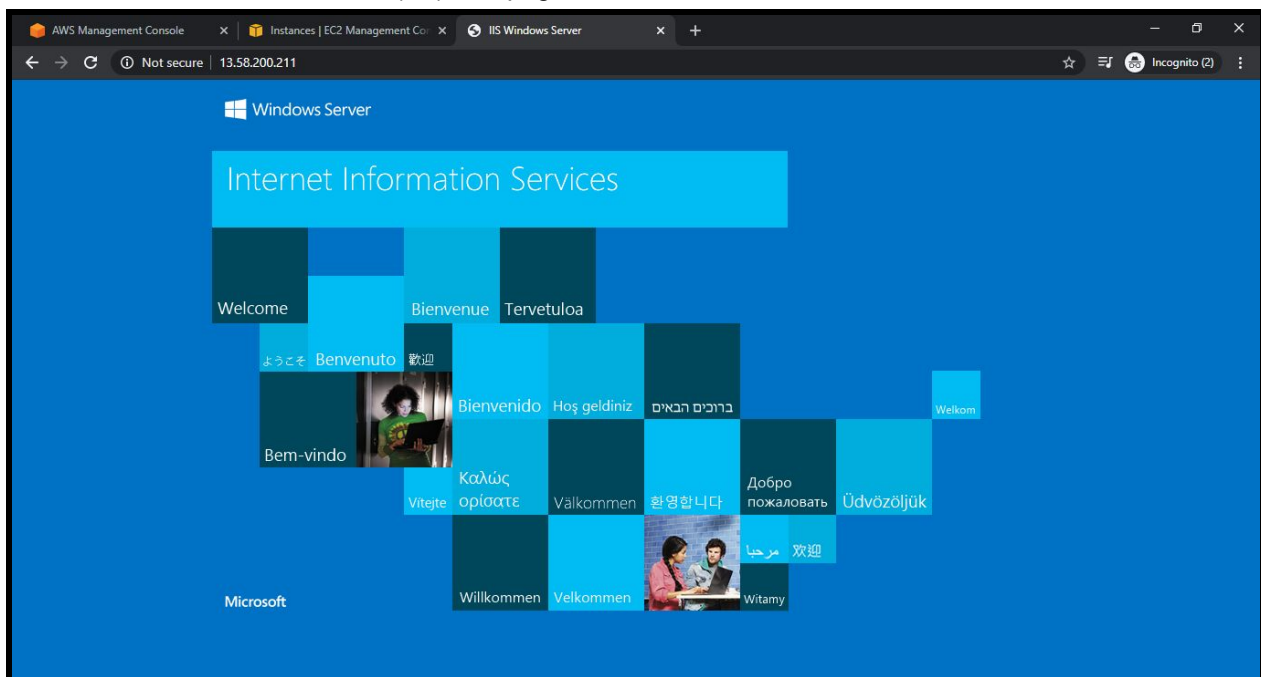 AWS Management Console
Instances | EC2 Management Cor
IIS Windows Server
Not secure
13.58.200.211
Incognito (2)
Windows Server
Internet Information Services
Welcome
Bienvenue
Tervetuloa
ようこそ
Benvenuto
歡迎
Bienvenido
Hoş geldiniz
ברוכים הבאים
Welkom
Bem-vindo
Vítejte
Καλώς
ορίσατε
Välkommen
환영합니다
Добро
пожаловать
Üdvözöljük
مرحبا
欢迎
Microsoft
Willkommen
Velkommen
Witamy